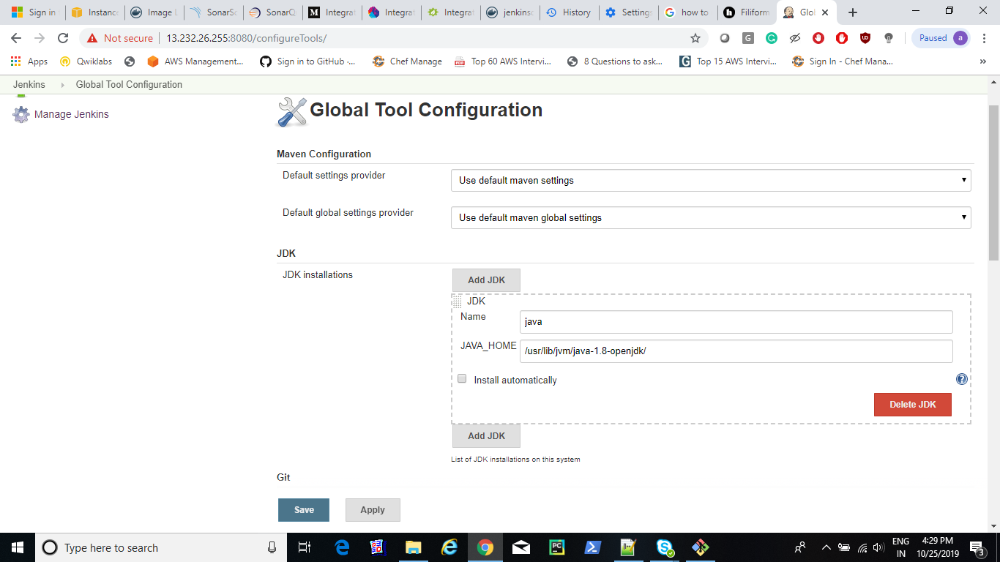 Sign in
Instance
Image L
SonarSc
SonarQ
Integrat
Integrat
Integrat
jenkinsc
History
Settings
how to
Filiform
Glo
Not secure
13.232.26.255:8080/configureTools/
Paused
a
Apps
Qwiklabs
AWS Management...
Sign in to GitHub ·...
Chef Manage
Top 60 AWS Intervi...
8 Questions to ask...
Top 15 AWS Intervi...
Sign In - Chef Mana...
»
Jenkins
Global Tool Configuration
Manage Jenkins
Global Tool Configuration
Maven Configuration
Default settings provider
Use default maven settings
Default global settings provider
Use default maven global settings
JDK
JDK installations
Add JDK
JDK
Name
java
JAVA_HOME
/usr/lib/jvm/java-1.8-openjdk/
Install automatically
?
Delete JDK
Add JDK
List of JDK installations on this system
Git
Save
Apply
Type here to search
PC
ENG
IN
4:29 PM
10/25/2019
3